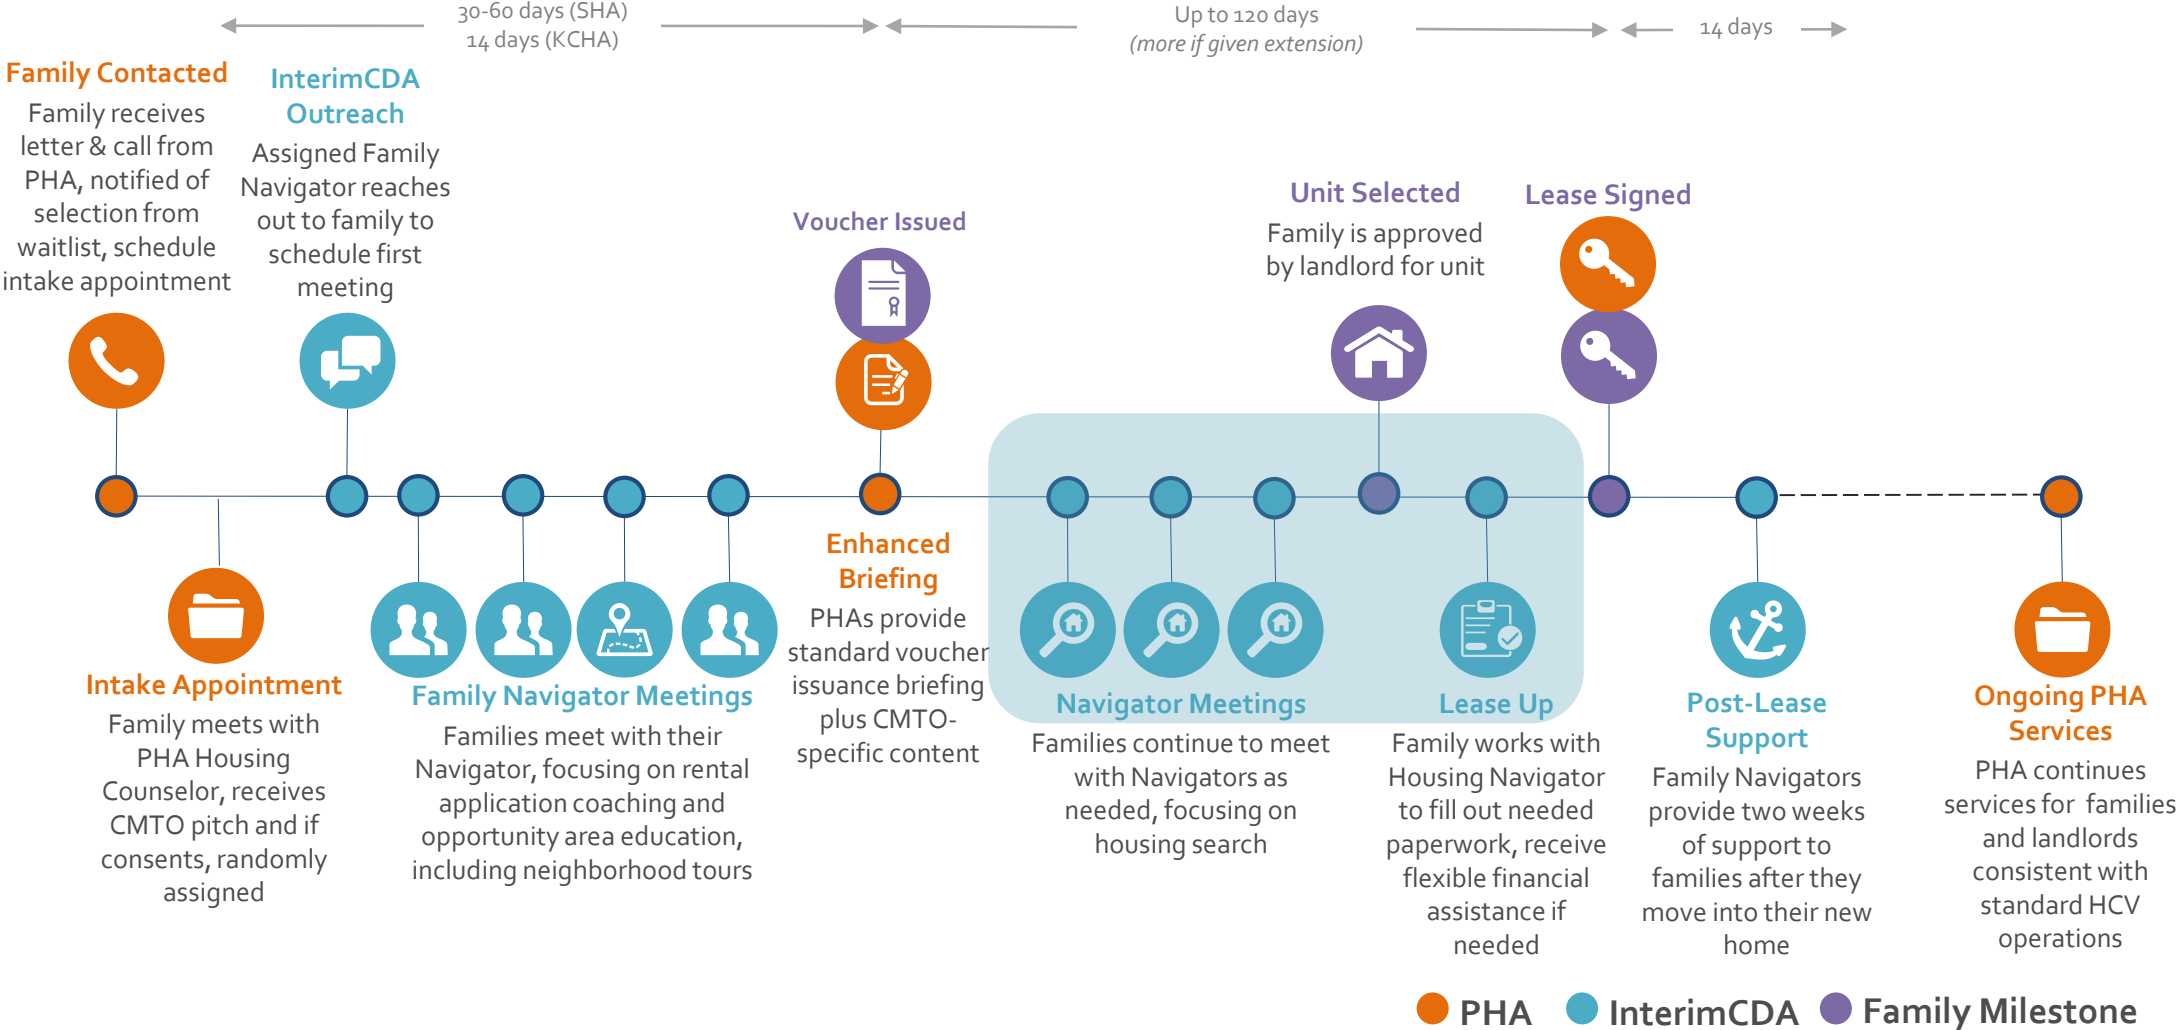 30-60 days (SHA)
14 days (KCHA)
Up to 120 days
(more if given extension)
14 days
Family Contacted
Family receives
letter & call from
PHA, notified of
selection from
waitlist, schedule
intake appointment
InterimCDA
Outreach
Assigned Family
Navigator reaches
out to family to
schedule first
meeting
Voucher Issued
Unit Selected
Family is approved
by landlord for unit
Lease Signed
Intake Appointment
Family meets with
PHA Housing
Counselor, receives
CMTO pitch and if
consents, randomly
assigned
Family Navigator Meetings
Families meet with their
Navigator, focusing on rental
application coaching and
opportunity area education,
including neighborhood tours
Enhanced
Briefing
PHAs provide
standard voucher
issuance briefing
plus CMTO-
specific content
Navigator Meetings
Families continue to meet
with Navigators as
needed, focusing on
housing search
Lease Up
Family works with
Housing Navigator
to fill out needed
paperwork, receive
flexible financial
assistance if
needed
Post-Lease
Support
Family Navigators
provide two weeks
of support to
families after they
move into their new
home
Ongoing PHA
Services
PHA continues
services for families
and landlords
consistent with
standard HCV
operations
PHA
InterimCDA
Family Milestone